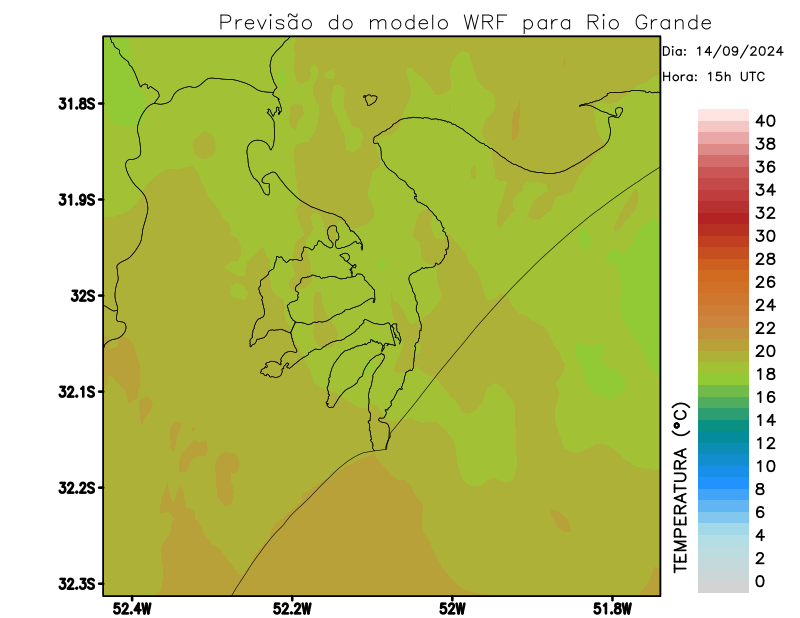 Previsão do modelo WRF para Rio Grande
Dia: 14/09/2024
Hora: 15h UTC
31.8S
31.9S
32S
32.1S
32.2S
32.3S
52.4W
52.2W
52W
51.8W
TEMPERATURA (°C)
40
38
36
34
32
30
28
26
24
22
20
18
16
14
12
10
8
6
4
2
0